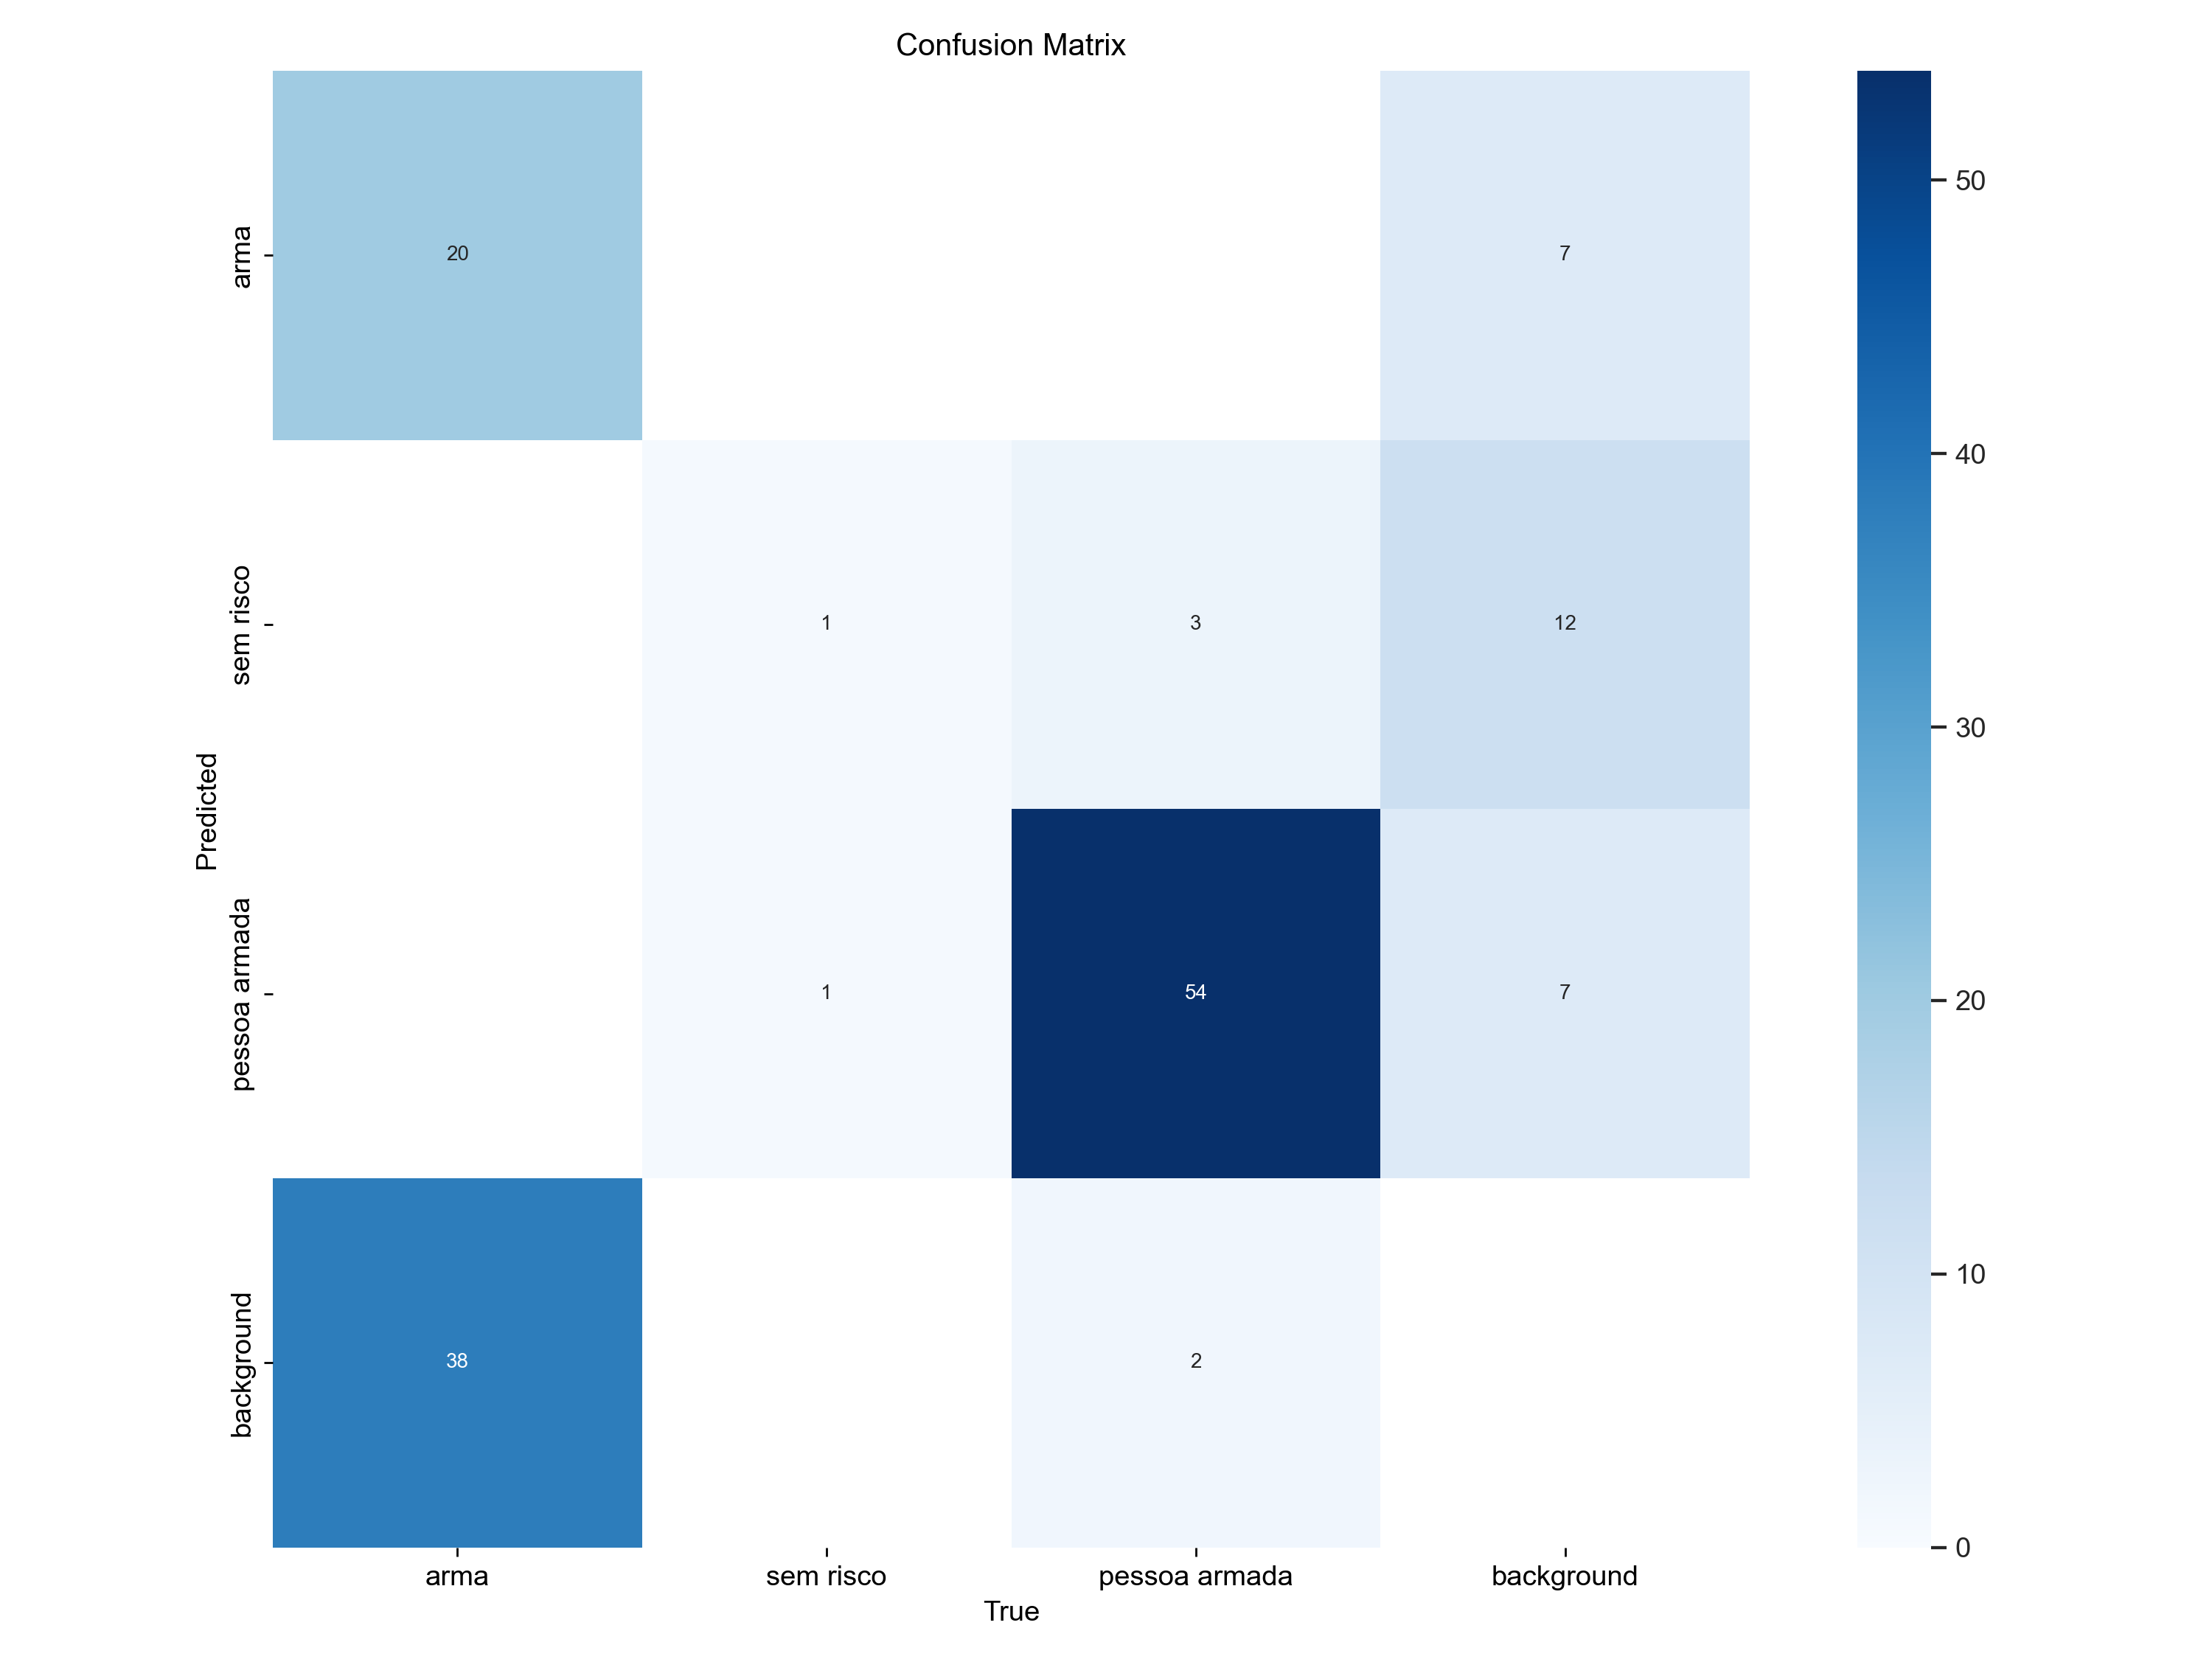 Confusion Matrix
arma
20
7
50
40
sem risco
1
3
12
30
Predicted
pessoa armada
1
54
7
20
background
38
2
10
0
arma
sem risco
pessoa armada
background
True